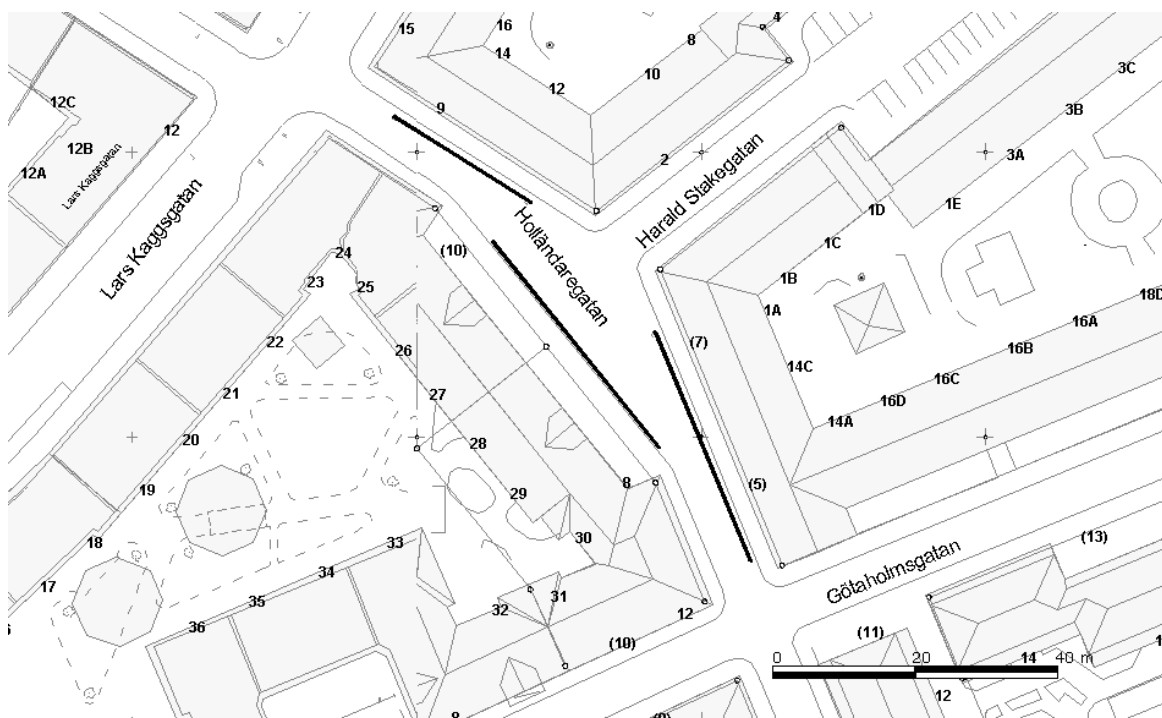 15
16
14
9
12
10
8
4
2
12C
12B
12A
12
Lars Kaggsgatan
Lars Kaggsgatan
Holländaregatan
Harald Stakegatan
3C
3B
3A
1E
1D
1C
1B
1A
14C
14A
16D
16C
16B
16A
18D
(7)
(5)
(10)
24
23
25
22
26
21
27
20
28
19
29
18
30
17
8
33
34
35
36
32
31
12
(10)
8
Götaholmsgatan
(13)
(11)
14
12
0 20 40 m